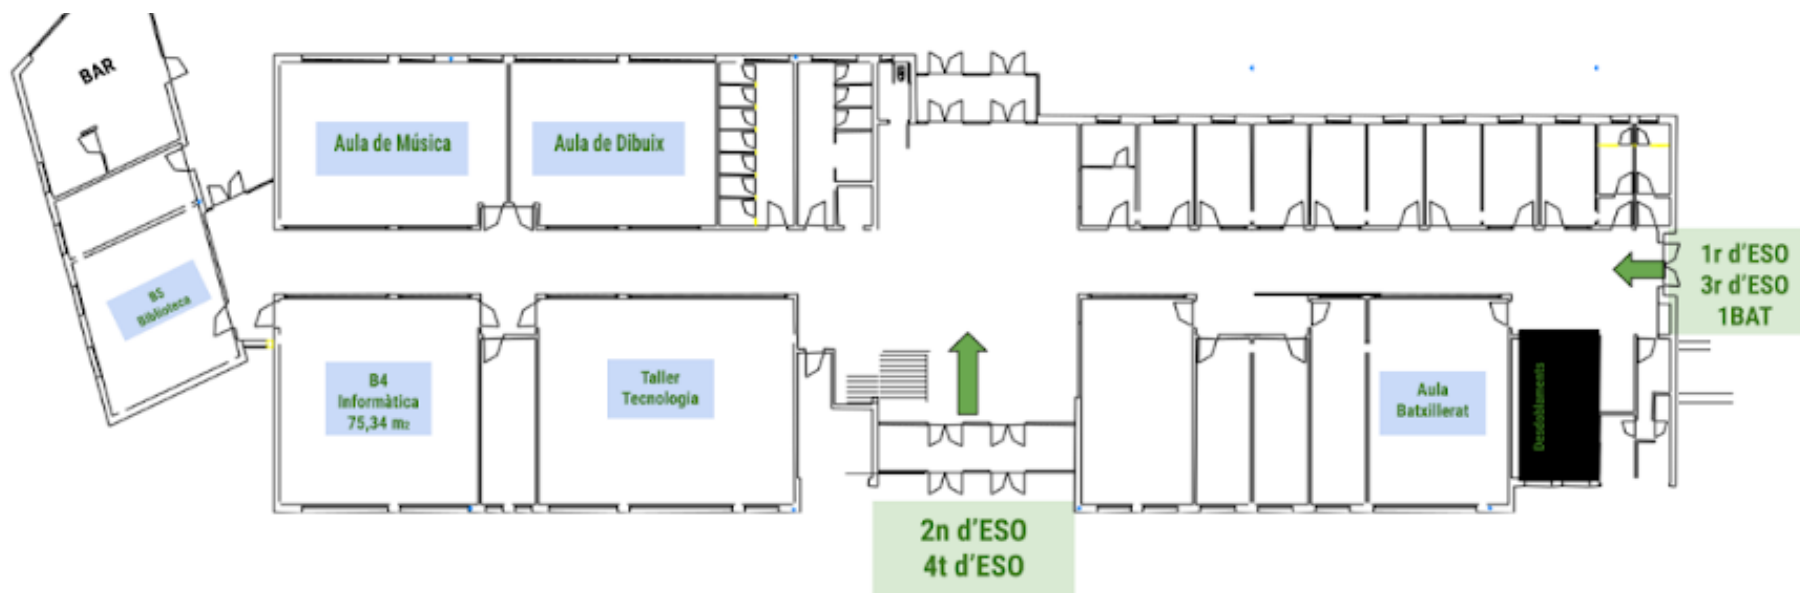 BAR
Aula de Música
Aula de Dibuix
B5
Biblioteca
1r d'ESO
3r d'ESO
1BAT
B4
Informàtica
75,34 m2
Taller
Tecnologia
Aula
Batxillerat
Desdoblaments
2n d'ESO
4t d'ESO